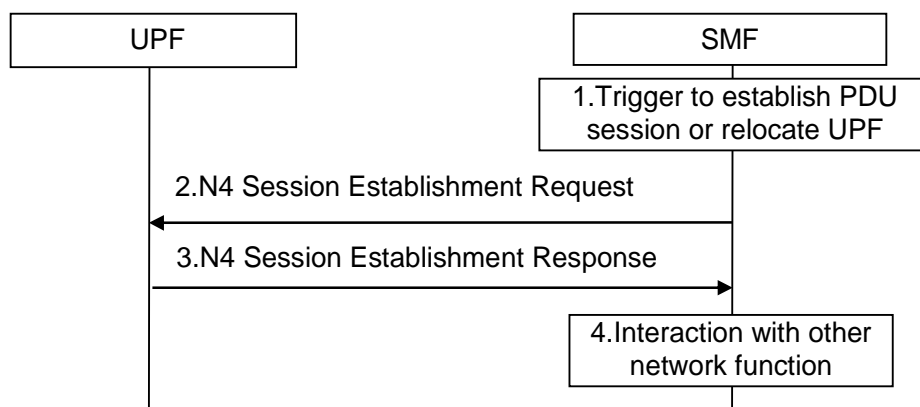 UPF
SMF
1.Trigger to establish PDU
session or relocate UPF
2.N4 Session Establishment Request
3.N4 Session Establishment Response
4.Interaction with other
network function